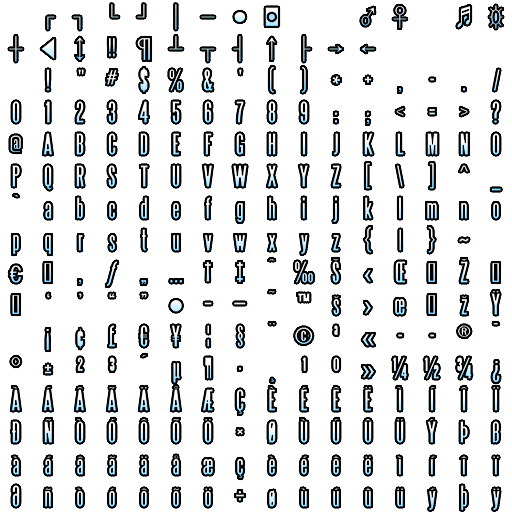 ┌ ┐ └ ┘ │ ─ ♂ ♀ ♫ ☼
┼ ◄ ↕ ‼ ¶ ┴ ┬ ┤ ↑ ├ → ←
! " # $ % & ' ( ) * + , - . /
0 1 2 3 4 5 6 7 8 9 : ; < = > ?
@ A B C D E F G H I J K L M N O
P Q R S T U V W X Y Z [ \ ] ^ _
` a b c d e f g h i j k l m n o
p q r s t u v w x y z { | } ~
€ ‚ ƒ „ … † ‡ ˆ ‰ Š ‹ Œ Ž
‘ ’ “ ” • – — ˜ ™ š › œ ž Ÿ
¡ ¢ £ € ¥ ¦ § ¨ © ª « - - ® ¯
° ± 2 3 ´ µ ¶ · ¸ 1 º » ¼ ½ ¾ ¿
À Á Â Ã Ä Å Æ Ç È É Ê Ë Ì Í Î Ï
Ð Ñ Ò Ó Ô Õ Ö × Ø Ù Ú Û Ü Ý Þ ß
à á â ã ä å æ ç è é ê ë ì í î ï
ð ñ ò ó ô õ ö ÷ ø ù ú û ü ý þ ÿ